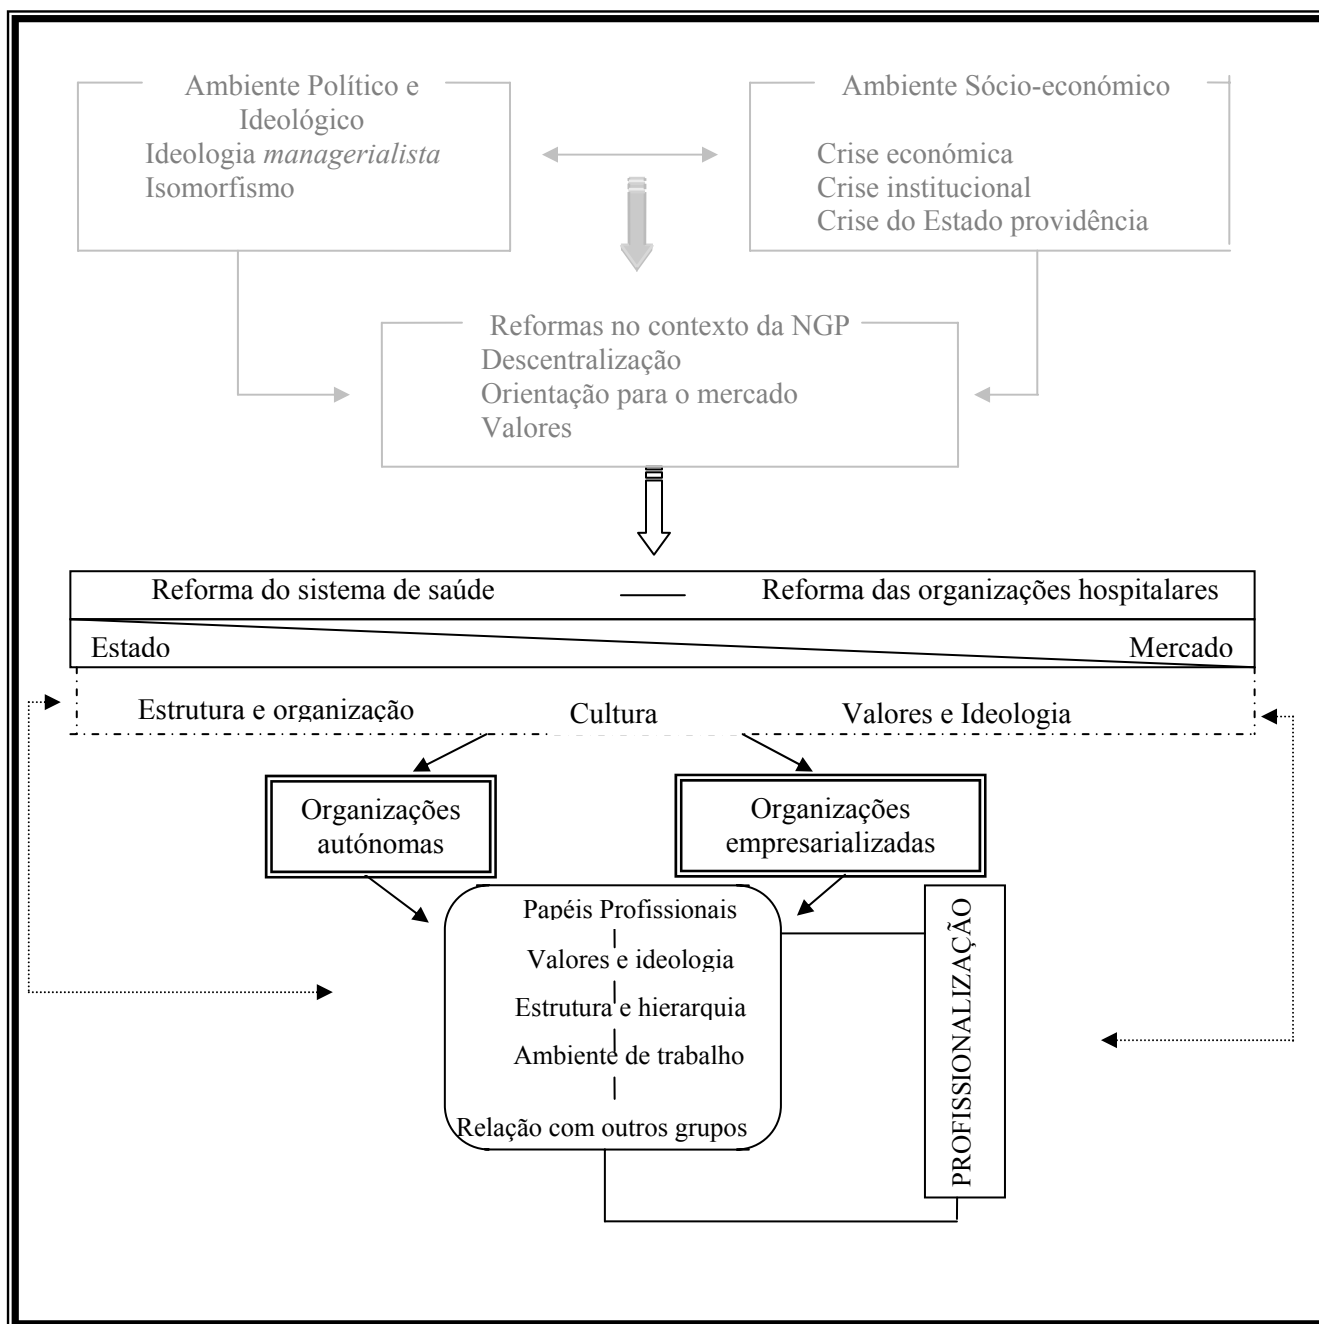 Ambiente Político e
Ideológico
Ideologia managerialista
Isomorfismo
Ambiente Sócio-económico
Crise económica
Crise institucional
Crise do Estado providência
Reformas no contexto da NGP
Descentralização
Orientação para o mercado
Valores
Reforma do sistema de saúde — Reforma das organizações hospitalares
Estado Mercado
Estrutura e organização Cultura Valores e Ideologia
Organizações
autónomas
Organizações
empresarializadas
Papéis Profissionais
Valores e ideologia
Estrutura e hierarquia
Ambiente de trabalho
Relação com outros grupos
PROFISSIONALIZAÇÃO